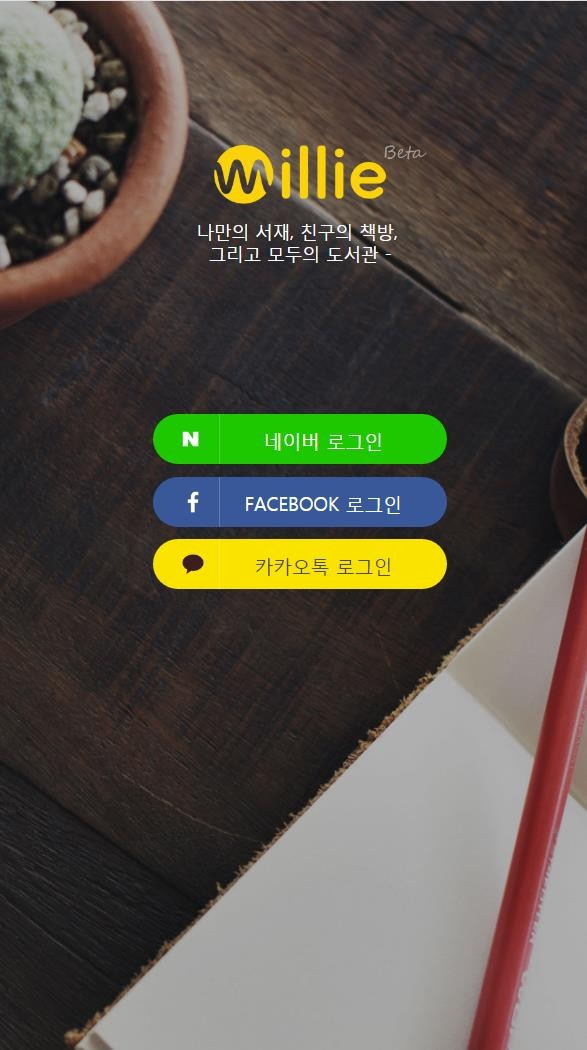 millie Beta
나만의 서재, 친구의 책방,
그리고 모두의 도서관 -
N 네이버 로그인
f FACEBOOK 로그인
카카오톡 로그인